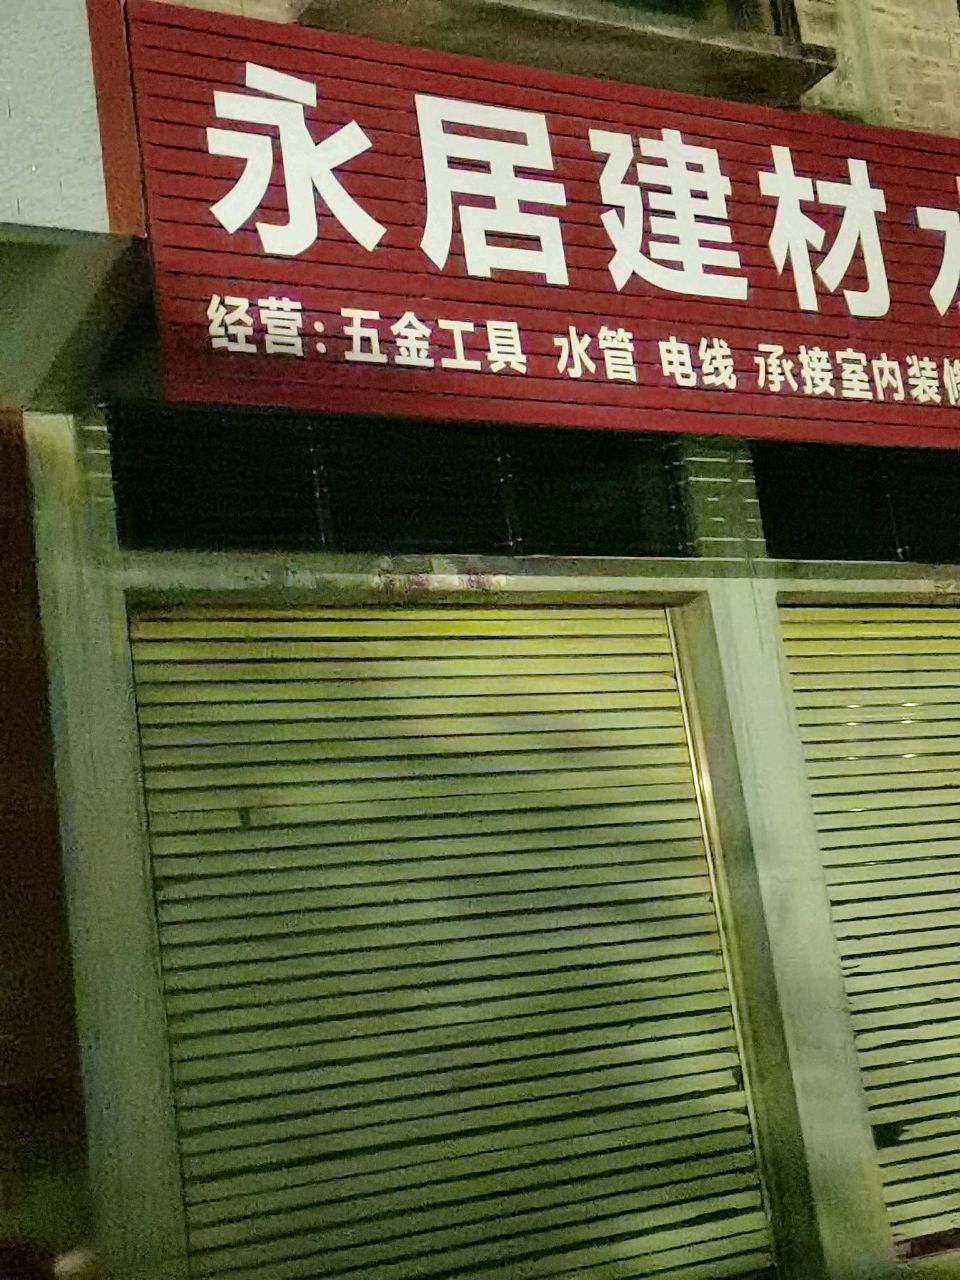 永居建材
经营：五金工具 水管 电线 承接室内装修